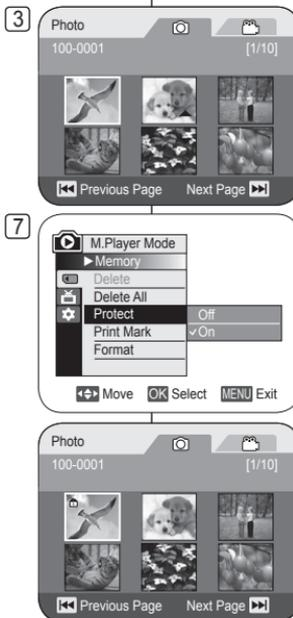 3
Photo
100-0001 [1/10]
Previous Page Next Page
7
M.Player Mode
►Memory
Delete
Delete All
Protect Off
Print Mark ✓On
Format
Move OK Select MENU Exit
Photo
100-0001 [1/10]
Previous Page Next Page